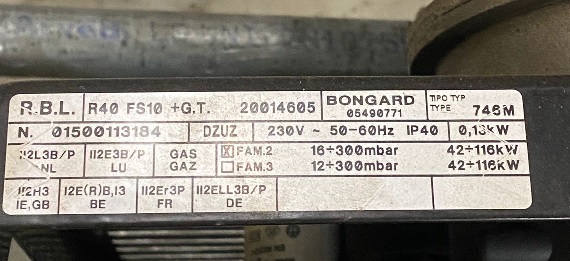 R.B.L. R40 FS10 +G.T. 20014605 BONGARD 05490771 TIPO TYP TYPE 746M
N. 01500113184 DZUZ 230V ~ 50-60Hz IP40 0,13kW
II2L3B/P NL II2E3B/P LU GAS GAZ ☒ FAM.2 16÷300mbar 42÷116kW
☐ FAM.3 12÷300mbar 42÷116kW
II2H3 IE,GB I2E(R)B,I3 BE II2Er3P FR II2ELL3B/P DE